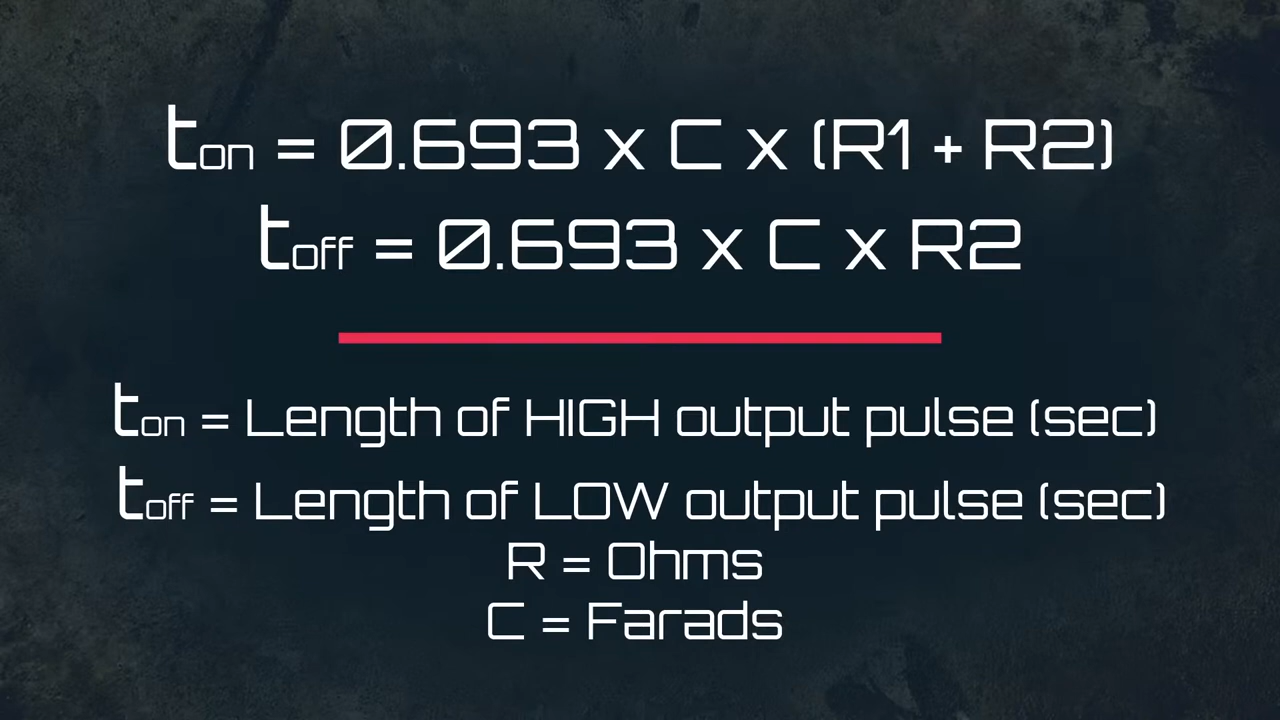 ton = 0.693 x C x (R1 + R2)
toff = 0.693 x C x R2
ton = Length of HIGH output pulse (sec)
toff = Length of LOW output pulse (sec)
R = Ohms
C = Farads